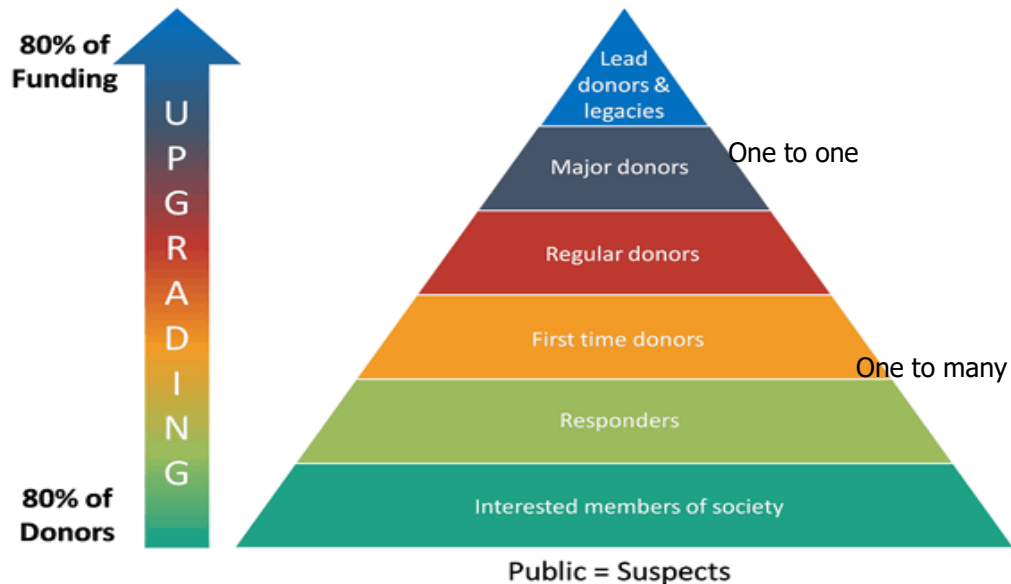 80% of
Funding
UPGRADING
80% of
Donors
Lead
donors &
legacies
Major donors
One to one
Regular donors
First time donors
One to many
Responders
Interested members of society
Public = Suspects